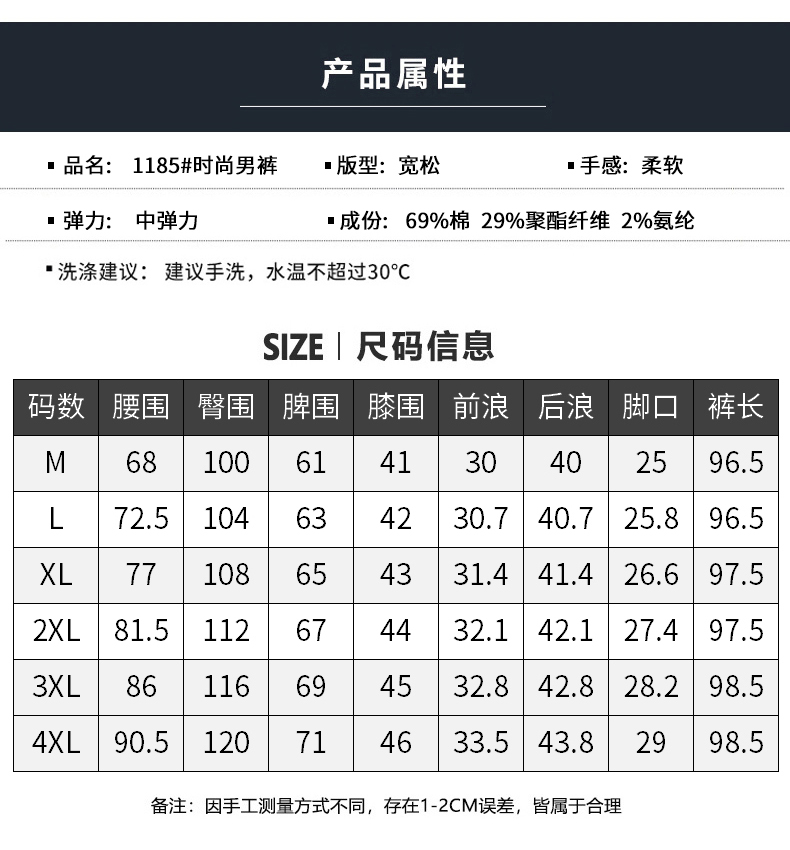 产品属性
品名: 1185#时尚男裤 版型: 宽松 手感: 柔软
弹力: 中弹力 成份: 69%棉 29%聚酯纤维 2%氨纶
洗涤建议： 建议手洗，水温不超过30℃
SIZE | 尺码信息
码数 腰围 臀围 脾围 膝围 前浪 后浪 脚口 裤长
M 68 100 61 41 30 40 25 96.5
L 72.5 104 63 42 30.7 40.7 25.8 96.5
XL 77 108 65 43 31.4 41.4 26.6 97.5
2XL 81.5 112 67 44 32.1 42.1 27.4 97.5
3XL 86 116 69 45 32.8 42.8 28.2 98.5
4XL 90.5 120 71 46 33.5 43.8 29 98.5
备注：因手工测量方式不同，存在1-2CM误差，皆属于合理